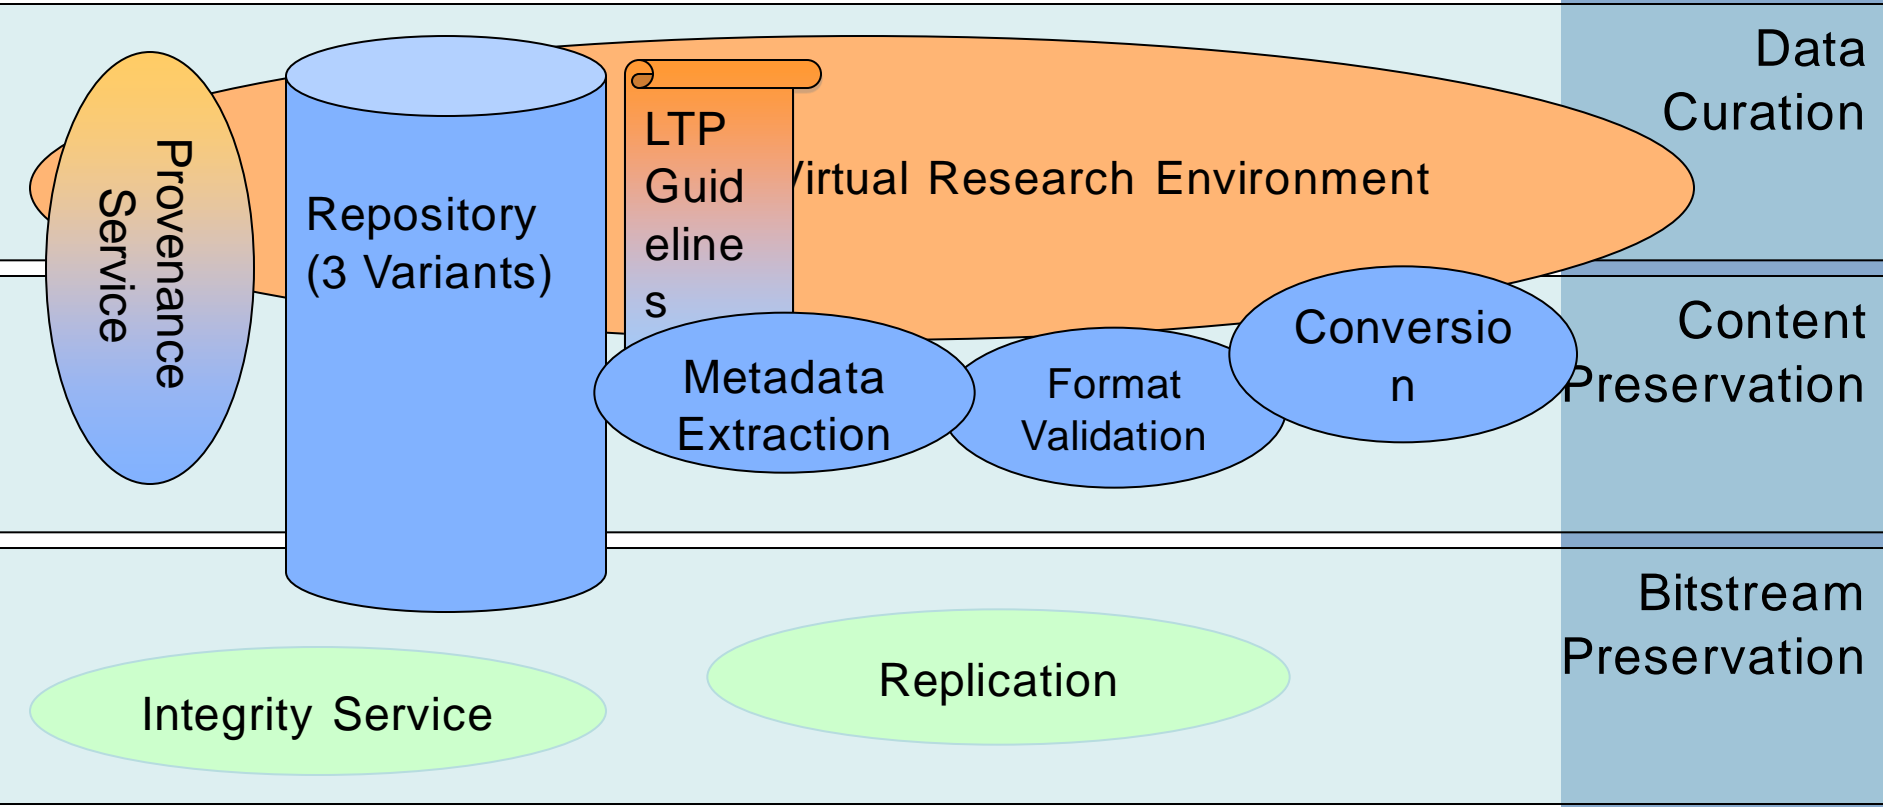 Data
Curation
Provenance
Service
Repository
(3 Variants)
LTP
Guid
eline
s
Virtual Research Environment
Content
Preservation
Metadata
Extraction
Format
Validation
Conversio
n
Bitstream
Preservation
Integrity Service
Replication